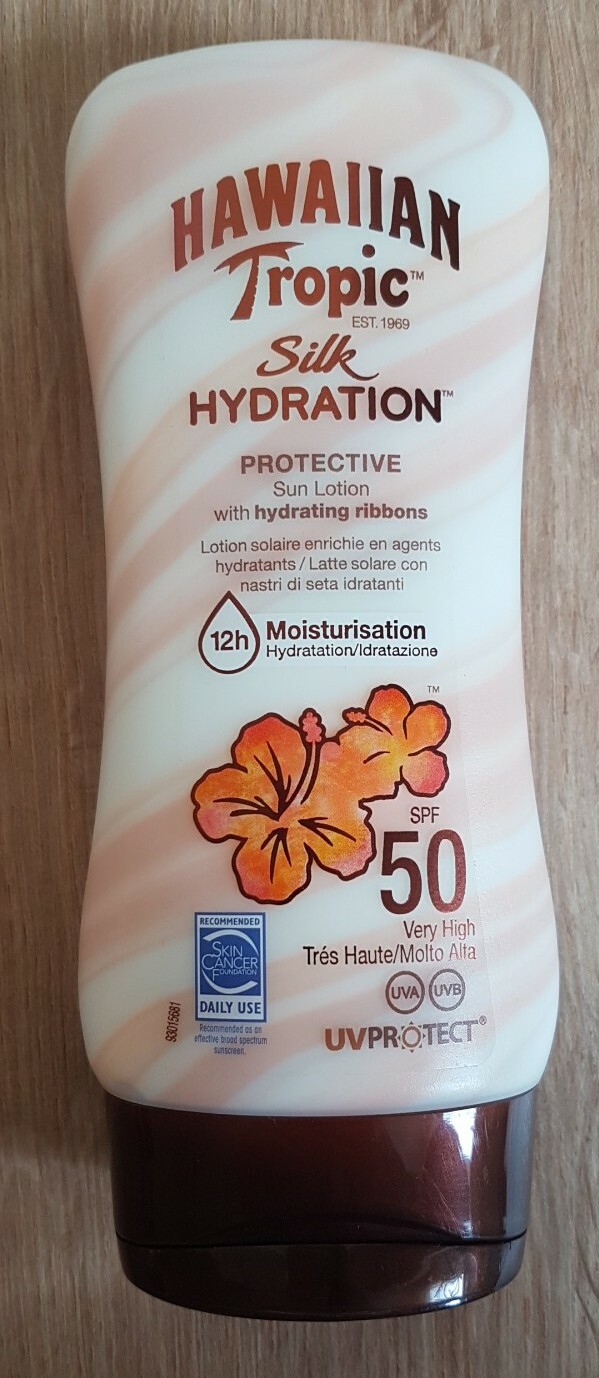 HAWAIIAN
Tropic™
EST. 1969
Silk
HYDRATION™
PROTECTIVE
Sun Lotion
with hydrating ribbons
Lotion solaire enrichie en agents
hydratants / Latte solare con
nastri di seta idratanti
12h
Moisturisation
Hydratation/Idratazione
™
SPF
50
Very High
Trés Haute/Molto Alta
UVA UVB
UVPROTECT®
RECOMMENDED
SKIN
CANCER
FOUNDATION
DAILY USE
Recommended as an
effective broad spectrum
sunscreen.
93015681